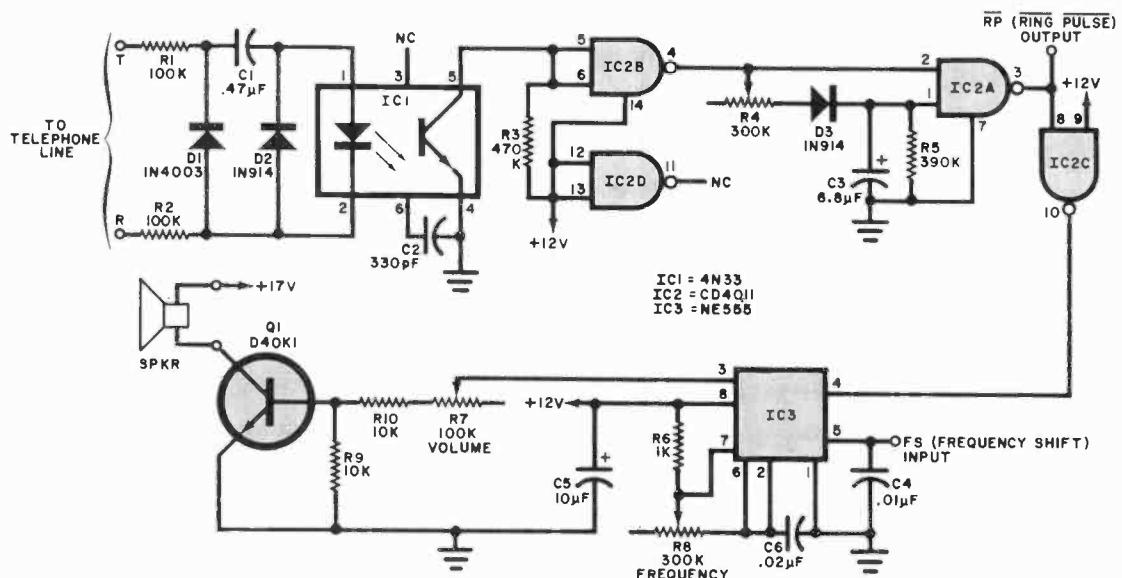 RP (RING PULSE)
OUTPUT
+12V
T
R1
100K
C1
.47µF
NC
1
3
5
IC1
5
6
IC2B
4
14
2
1
IC2A
3
7
8
9
IC2C
10
TO
TELEPHONE
LINE
D1
1N4003
D2
1N914
R3
470
K
R4
300K
D3
1N914
R5
390K
+
C3
6.8µF
12
13
IC2D
11
NC
+12V
R
R2
100K
2
6
4
C2
330pF
IC1 = 4N33
IC2 = CD4011
IC3 = NE555
+17V
SPKR
Q1
D40K1
R10
10K
R7
100K
VOLUME
R9
10K
+12V
+
C5
10µF
R6
1K
3
8
7
6
2
1
IC3
4
5
FS (FREQUENCY SHIFT)
INPUT
C4
.01µF
R8
300K
FREQUENCY
C6
.02µF